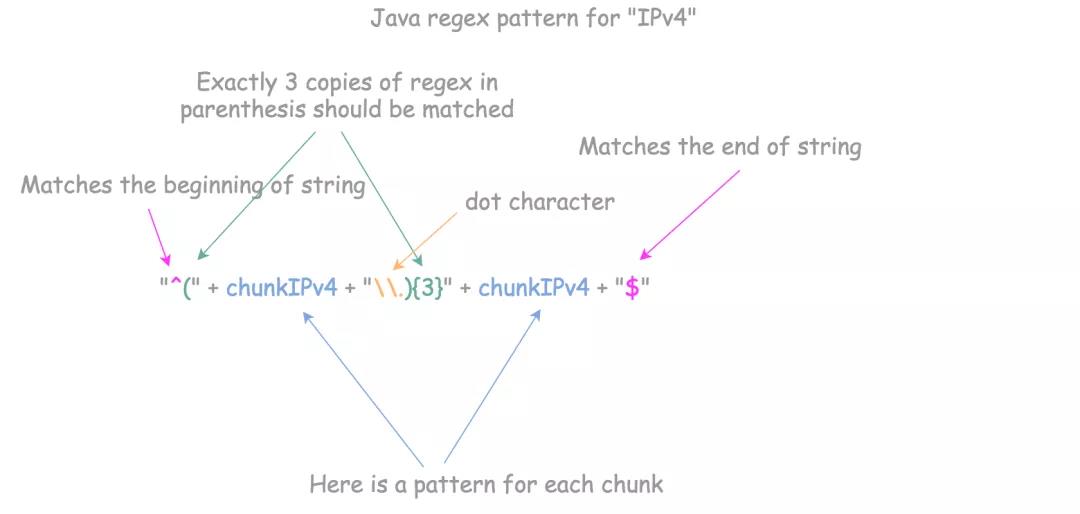 Java regex pattern for "IPv4"
Exactly 3 copies of regex in
parenthesis should be matched
Matches the end of string
Matches the beginning of string
dot character
"^(" + chunkIPv4 + "\\.){3}" + chunkIPv4 + "$"
Here is a pattern for each chunk